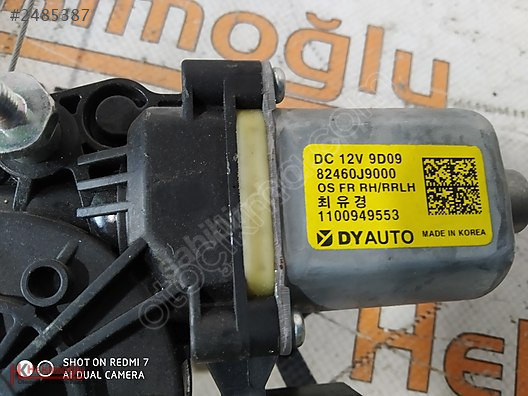 #2485387
moğlu
DC 12V 9D09
82460J9000
OS FR RH/RRLH
최 유 경
1100949553
DYAUTO MADE IN KOREA
SHOT ON REDMI 7
AI DUAL CAMERA